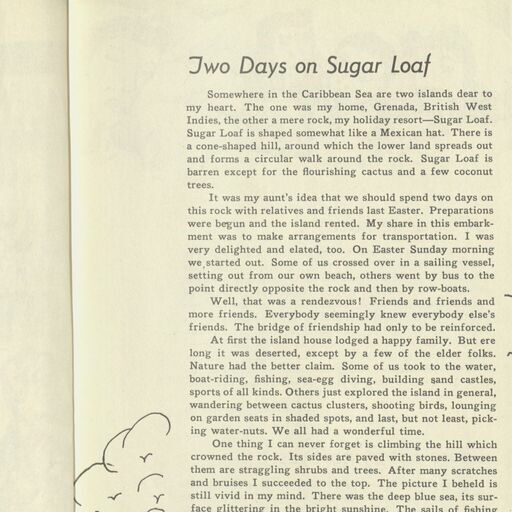 Two Days on Sugar Loaf
Somewhere in the Caribbean Sea are two islands dear to
my heart. The one was my home, Grenada, British West
Indies, the other a mere rock, my holiday resort—Sugar Loaf.
Sugar Loaf is shaped somewhat like a Mexican hat. There is
a cone-shaped hill, around which the lower land spreads out
and forms a circular walk around the rock. Sugar Loaf is
barren except for the flourishing cactus and a few coconut
trees.
It was my aunt's idea that we should spend two days on
this rock with relatives and friends last Easter. Preparations
were begun and the island rented. My share in this embark-
ment was to make arrangements for transportation. I was
very delighted and elated, too. On Easter Sunday morning
we started out. Some of us crossed over in a sailing vessel,
setting out from our own beach, others went by bus to the
point directly opposite the rock and then by row-boats.
Well, that was a rendezvous! Friends and friends and
more friends. Everybody seemingly knew everybody else's
friends. The bridge of friendship had only to be reinforced.
At first the island house lodged a happy family. But ere
long it was deserted, except by a few of the elder folks.
Nature had the better claim. Some of us took to the water,
boat-riding, fishing, sea-egg diving, building sand castles,
sports of all kinds. Others just explored the island in general,
wandering between cactus clusters, shooting birds, lounging
on garden seats in shaded spots, and last, but not least, pick-
ing water-nuts. We all had a wonderful time.
One thing I can never forget is climbing the hill which
crowned the rock. Its sides are paved with stones. Between
them are straggling shrubs and trees. After many scratches
and bruises I succeeded to the top. The picture I beheld is
still vivid in my mind. There was the deep blue sea, its sur-
face glittering in the bright sunshine. The sails of fishing